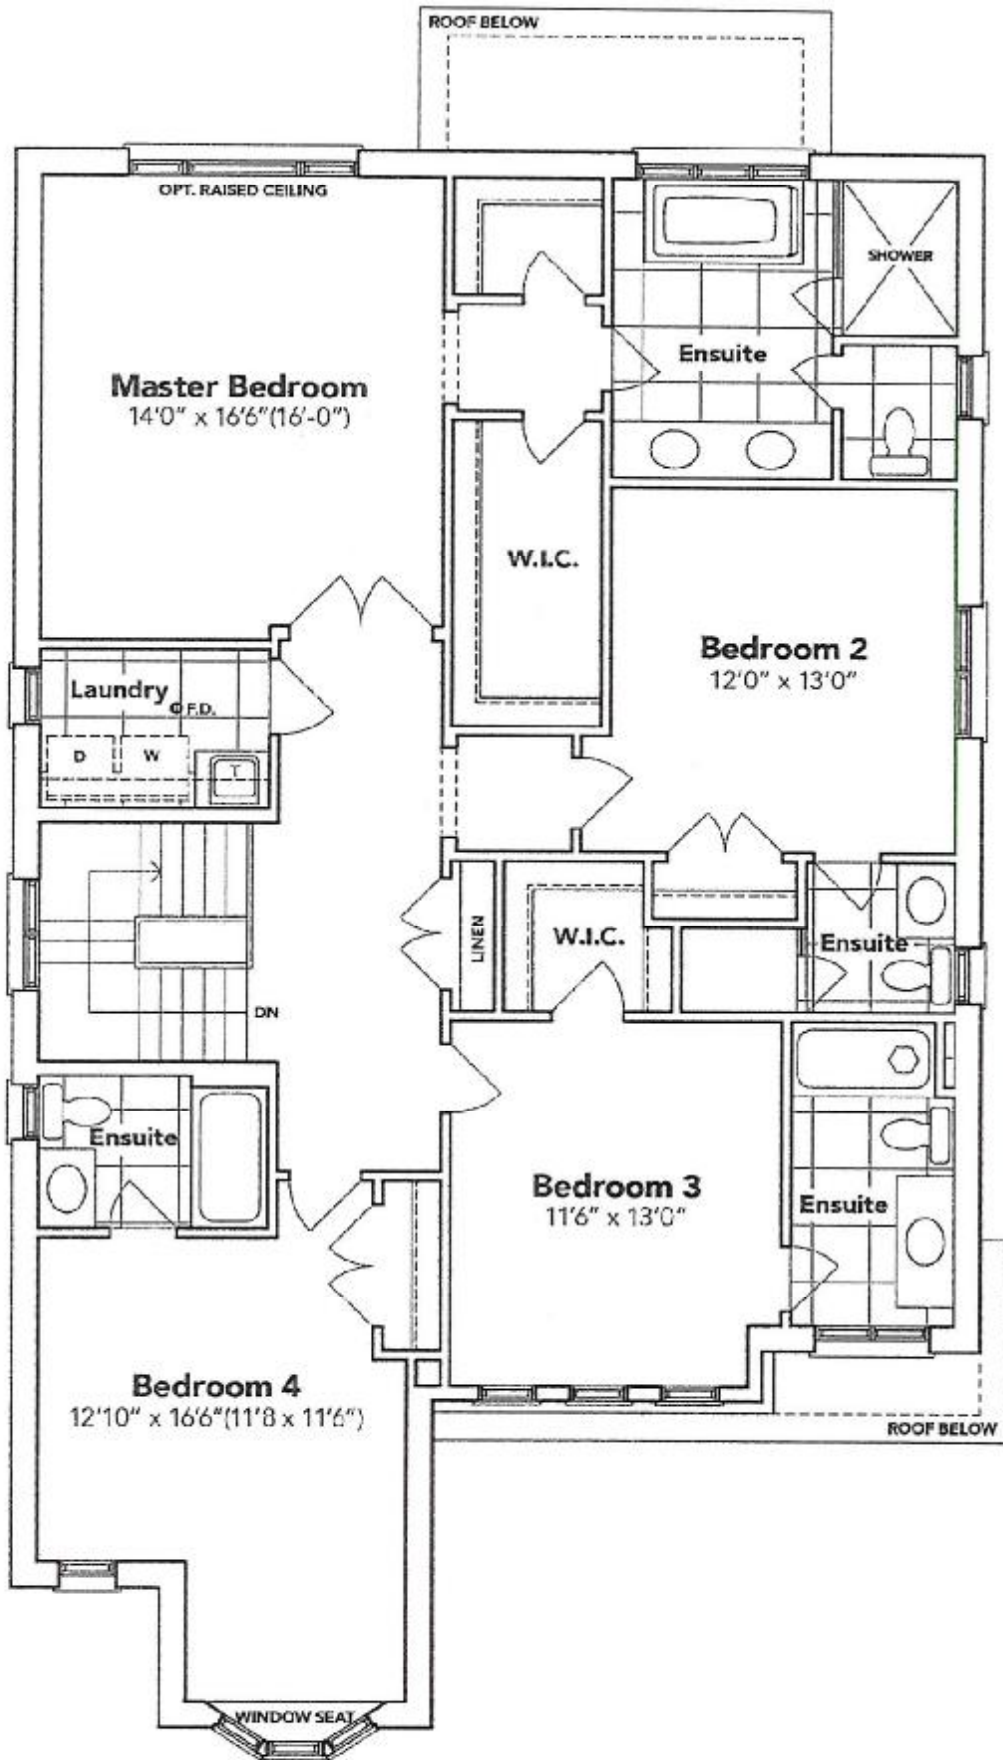 ROOF BELOW
OPT. RAISED CEILING
SHOWER
Ensuite
Master Bedroom
14'0" x 16'6"(16'-0")
W.I.C.
Bedroom 2
12'0" x 13'0"
Laundry
F.D.
D
W
T
LINEN
W.I.C.
Ensuite
DN
Ensuite
Bedroom 3
11'6" x 13'0"
Ensuite
Bedroom 4
12'10" x 16'6"(11'8 x 11'6")
ROOF BELOW
WINDOW SEAT